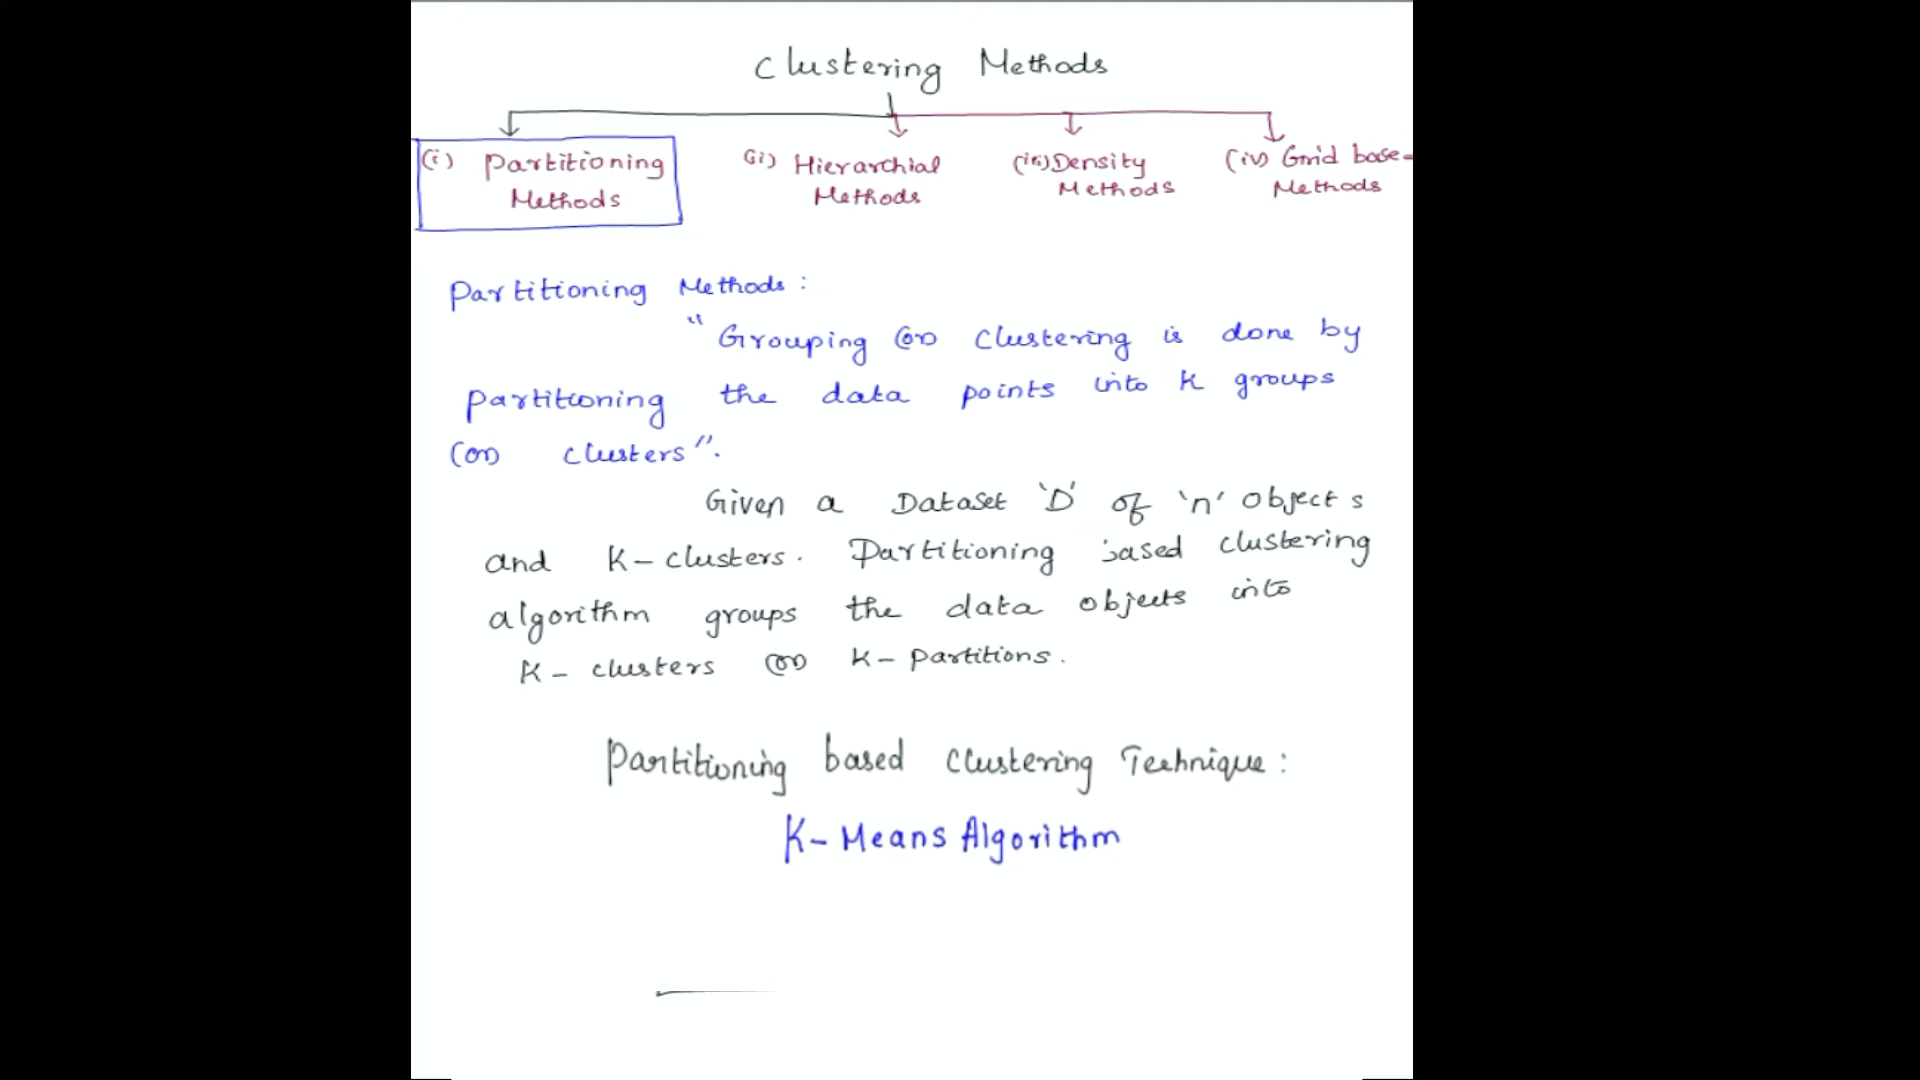 Clustering Methods
(i) Partitioning Methods
(ii) Hierarchial Methods
(iii) Density Methods
(iv) Grid base Methods
Partitioning Methods :
" Grouping (or) clustering is done by
partitioning the data points into k groups
(or) clusters".
Given a Dataset 'D' of 'n' objects
and K-clusters. Partitioning based clustering
algorithm groups the data objects into
K- clusters (or) K- partitions.
Partitioning based clustering Technique :
K- Means Algorithm